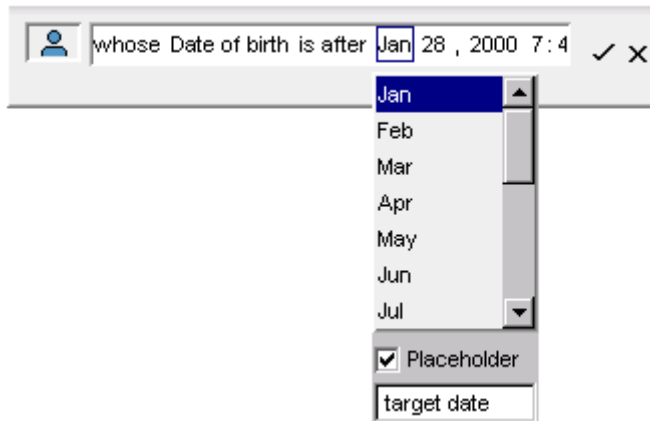 whose Date of birth is after Jan 28 , 2000 7 : 4
Jan
Feb
Mar
Apr
May
Jun
Jul
Placeholder
target date